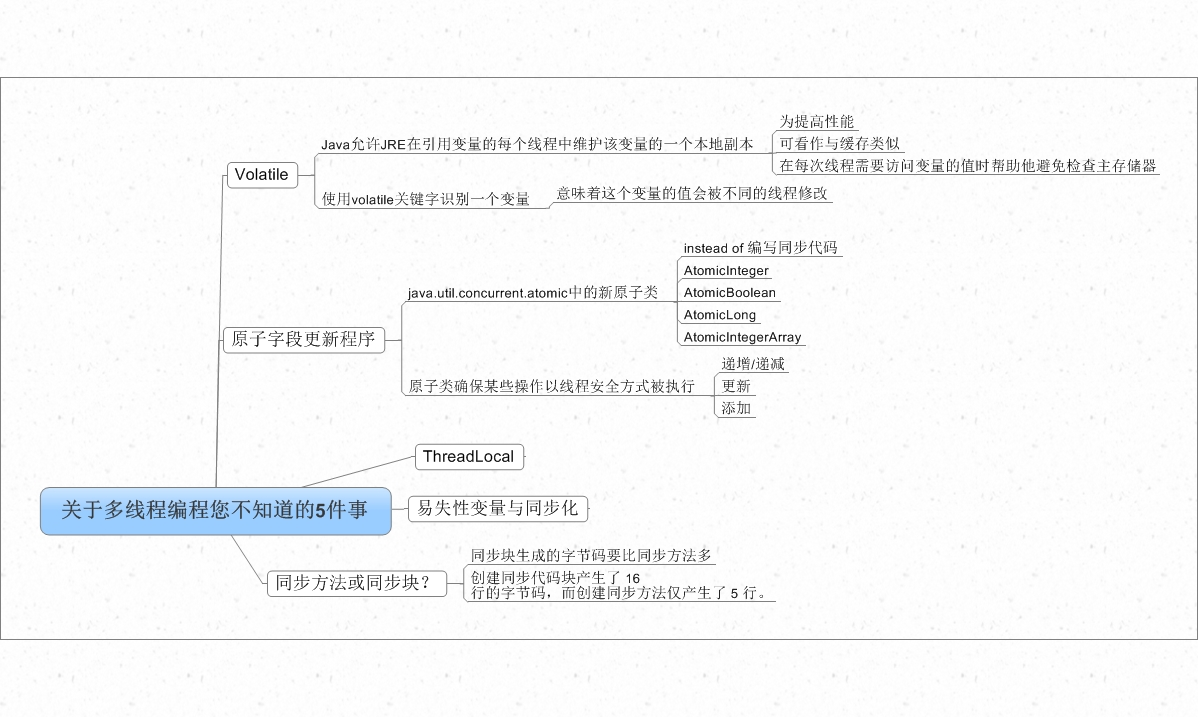 为提高性能
Java允许JRE在引用变量的每个线程中维护该变量的一个本地副本
可看作与缓存类似
在每次线程需要访问变量的值时帮助他避免检查主存储器
Volatile
使用volatile关键字识别一个变量
意味着这个变量的值会被不同的线程修改
instead of 编写同步代码
AtomicInteger
java.util.concurrent.atomic中的新原子类
AtomicBoolean
AtomicLong
AtomicIntegerArray
原子字段更新程序
递增/递减
原子类确保某些操作以线程安全方式被执行
更新
添加
ThreadLocal
关于多线程编程您不知道的5件事
易失性变量与同步化
同步块生成的字节码要比同步方法多
同步方法或同步块？
创建同步代码块产生了 16
行的字节码，而创建同步方法仅产生了 5 行。